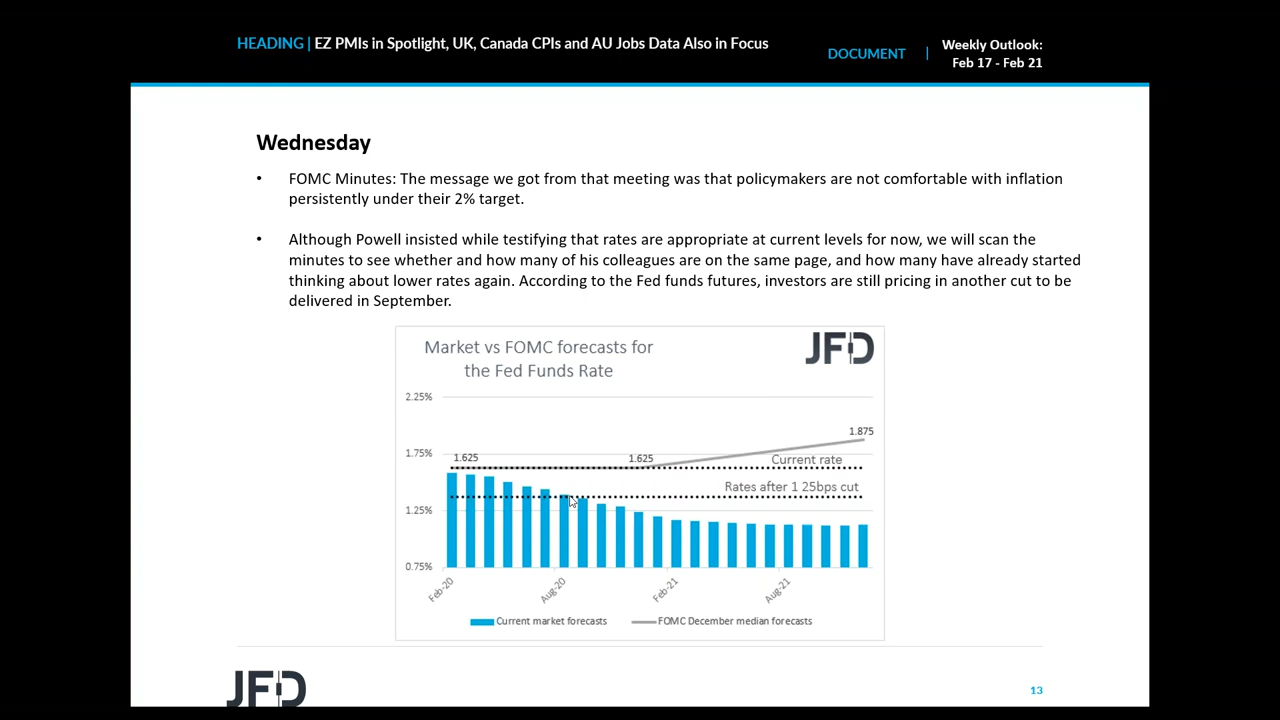 HEADING | EZ PMIs in Spotlight, UK, Canada CPIs and AU Jobs Data Also in Focus
DOCUMENT | Weekly Outlook:
Feb 17 - Feb 21
Wednesday
• FOMC Minutes: The message we got from that meeting was that policymakers are not comfortable with inflation
persistently under their 2% target.
• Although Powell insisted while testifying that rates are appropriate at current levels for now, we will scan the
minutes to see whether and how many of his colleagues are on the same page, and how many have already started
thinking about lower rates again. According to the Fed funds futures, investors are still pricing in another cut to be
delivered in September.
Market vs FOMC forecasts for
the Fed Funds Rate
JFD
2.25%
1.875
1.75%
1.625
1.625
Current rate
Rates after 1 25bps cut
1.25%
0.75%
Feb-20
Aug-20
Feb-21
Aug-21
Current market forecasts
FOMC December median forecasts
JFD
13